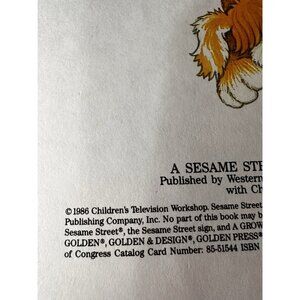 A SESAME STR
Published by Western
with Ch
©1986 Children's Television Workshop. Sesame Street
Publishing Company, Inc. No part of this book may b
Sesame Street®, the Sesame Street sign, and A GROW
GOLDEN®, GOLDEN & DESIGN®, GOLDEN PRESS®
of Congress Catalog Card Number: 85-51544 ISBN